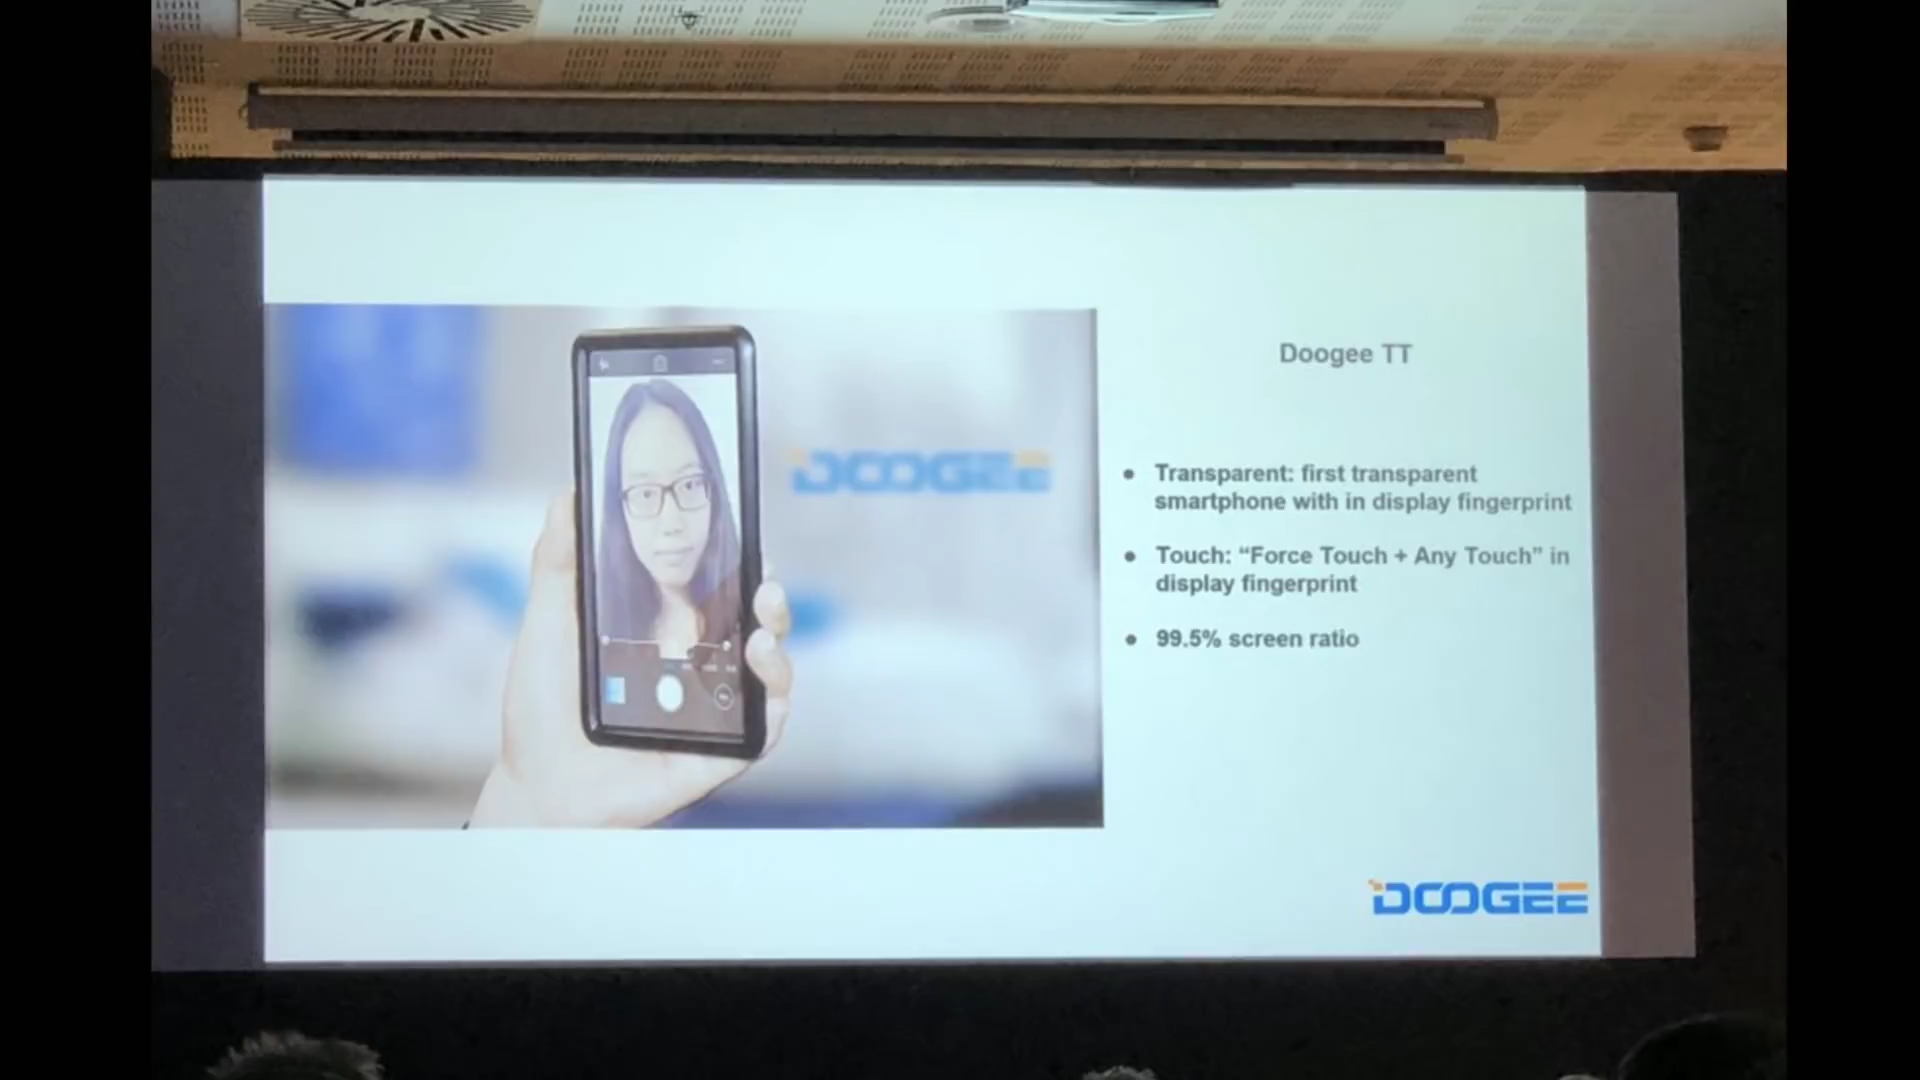 DOOGEE
Doogee TT
● Transparent: first transparent
smartphone with in display fingerprint
● Touch: “Force Touch + Any Touch” in
display fingerprint
● 99.5% screen ratio
DOOGEE